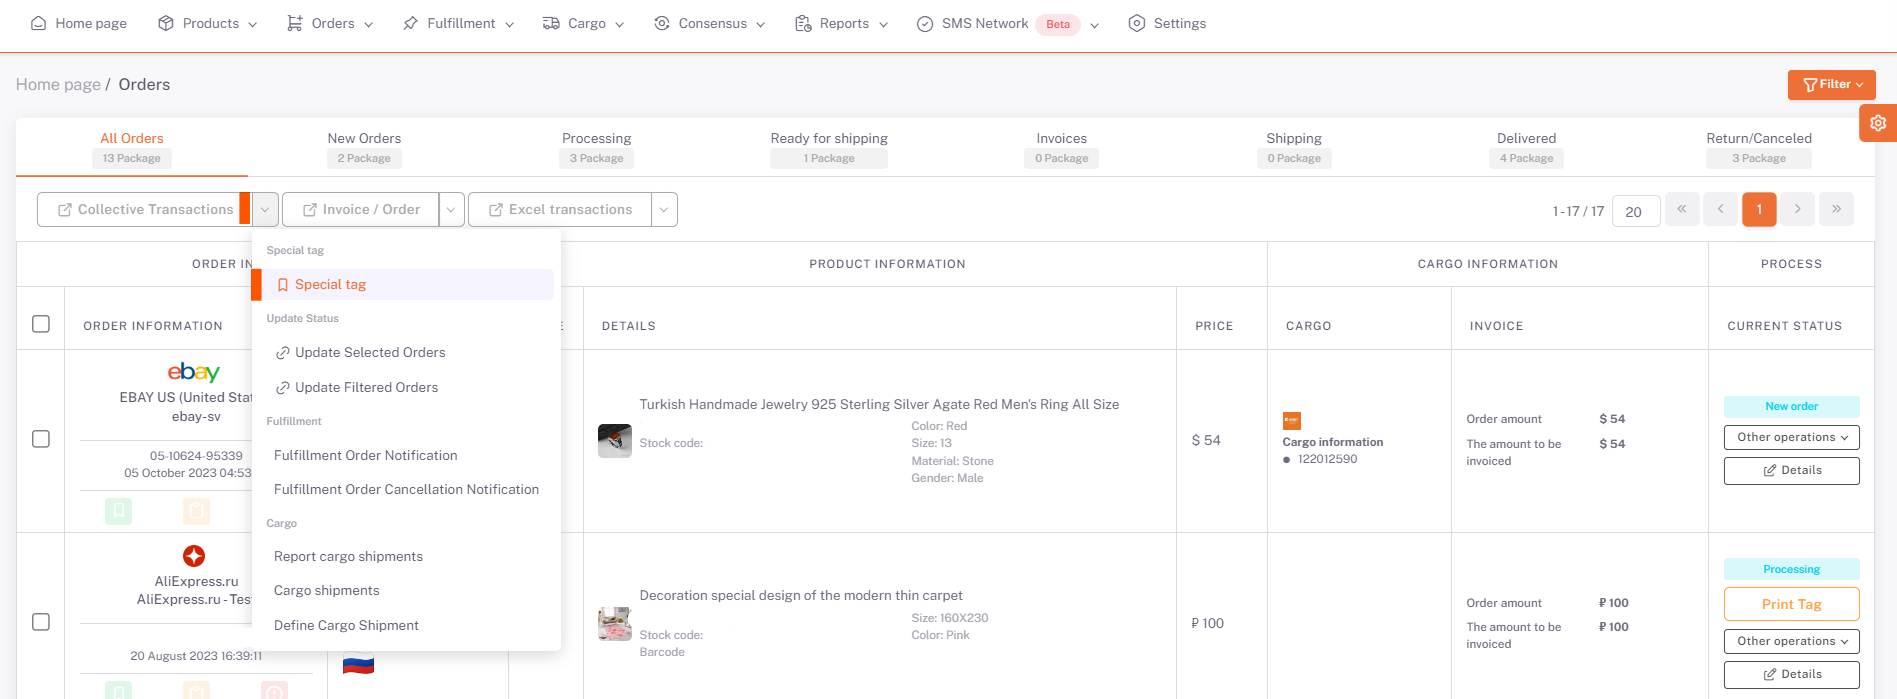 Home page
Products
Orders
Fulfillment
Cargo
Consensus
Reports
SMS Network Beta
Settings
Home page / Orders
Filter
All Orders
13 Package
New Orders
2 Package
Processing
3 Package
Ready for shipping
1 Package
Invoices
0 Package
Shipping
0 Package
Delivered
4 Package
Return/Canceled
3 Package
Collective Transactions
Invoice / Order
Excel transactions
1 - 17 / 17
20
«
‹
1
›
»
Special tag
Special tag
Update Status
Update Selected Orders
Update Filtered Orders
Fulfillment
Fulfillment Order Notification
Fulfillment Order Cancellation Notification
Cargo
Report cargo shipments
Cargo shipments
Define Cargo Shipment
ORDER IN
PRODUCT INFORMATION
CARGO INFORMATION
PROCESS
ORDER INFORMATION
E
DETAILS
PRICE
CARGO
INVOICE
CURRENT STATUS
ebay
EBAY US (United Sta
ebay-sv
05-10624-95339
05 October 2023 04:53
Turkish Handmade Jewelry 925 Sterling Silver Agate Red Men's Ring All Size
Stock code:
Color: Red
Size: 13
Material: Stone
Gender: Male
$ 54
Cargo information
122012590
Order amount $ 54
The amount to be $ 54
invoiced
New order
Other operations
Details
AliExpress.ru
AliExpress.ru - Tes
20 August 2023 16:39:11
Decoration special design of the modern thin carpet
Stock code:
Barcode
Size: 160X230
Color: Pink
₽ 100
Order amount ₽ 100
The amount to be ₽ 100
invoiced
Processing
Print Tag
Other operations
Details